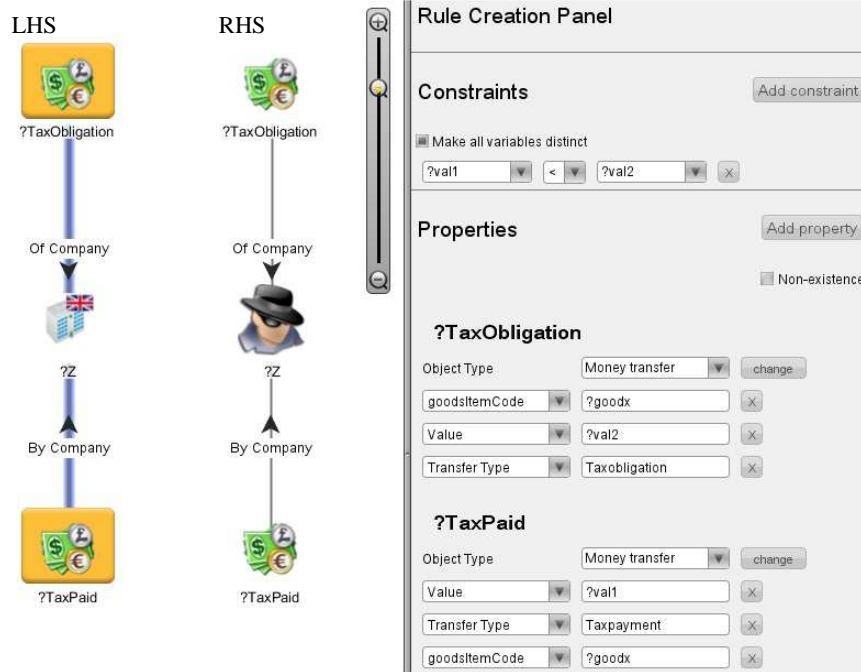 LHS
RHS
?TaxObligation
?TaxObligation
Of Company
Of Company
?Z
?Z
By Company
By Company
?TaxPaid
?TaxPaid
Rule Creation Panel
Constraints
Add constraint
Make all variables distinct
?val1 < ?val2 X
Properties
Add property
Non-existence
?TaxObligation
Object Type Money transfer change
goodsItemCode ?goodx X
Value ?val2 X
Transfer Type Taxobligation X
?TaxPaid
Object Type Money transfer change
Value ?val1 X
Transfer Type Taxpayment X
goodsItemCode ?goodx X